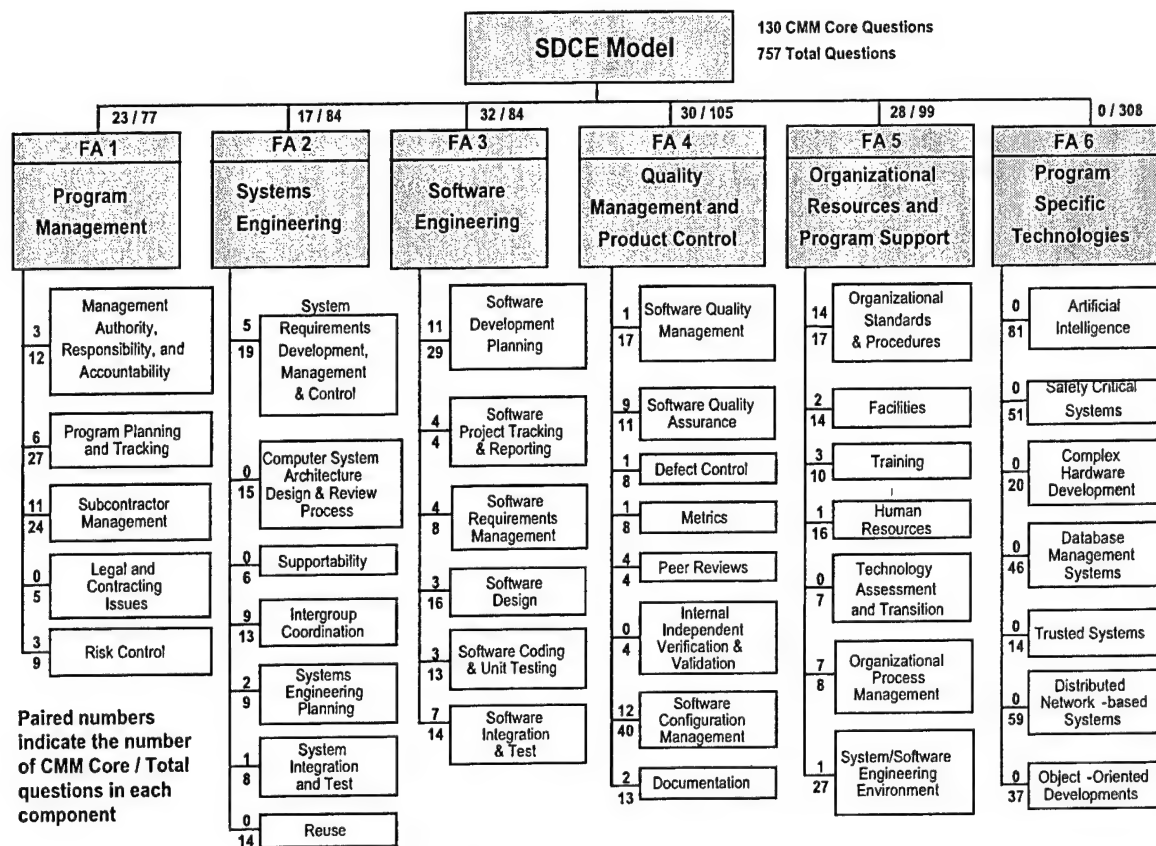 SDCE Model
130 CMM Core Questions
757 Total Questions
23 / 77
17 / 84
32 / 84
30 / 105
28 / 99
0 / 308
FA 1
Program
Management
3
12
Management
Authority,
Responsibility, and
Accountability
6
27
Program Planning
and Tracking
11
24
Subcontractor
Management
0
5
Legal and
Contracting
Issues
3
9
Risk Control
FA 2
Systems
Engineering
5
19
System
Requirements
Development,
Management
& Control
0
15
Computer System
Architecture
Design & Review
Process
0
6
Supportability
9
13
Intergroup
Coordination
2
9
Systems
Engineering
Planning
1
8
System
Integration
and Test
0
14
Reuse
FA 3
Software
Engineering
11
29
Software
Development
Planning
4
4
Software
Project Tracking
& Reporting
4
8
Software
Requirements
Management
3
16
Software
Design
3
13
Software Coding
& Unit Testing
7
14
Software
Integration
& Test
FA 4
Quality
Management and
Product Control
1
17
Software Quality
Management
9
11
Software Quality
Assurance
1
8
Defect Control
1
8
Metrics
4
4
Peer Reviews
0
4
Internal
Independent
Verification &
Validation
12
40
Software
Configuration
Management
2
13
Documentation
FA 5
Organizational
Resources and
Program Support
14
17
Organizational
Standards
& Procedures
2
14
Facilities
3
10
Training
1
16
Human
Resources
0
7
Technology
Assessment
and Transition
7
8
Organizational
Process
Management
1
27
System/Software
Engineering
Environment
FA 6
Program
Specific
Technologies
0
81
Artificial
Intelligence
0
51
Safety Critical
Systems
0
20
Complex
Hardware
Development
0
46
Database
Management
Systems
0
14
Trusted Systems
0
59
Distributed
Network -based
Systems
0
37
Object -Oriented
Developments
Paired numbers
indicate the number
of CMM Core / Total
questions in each
component